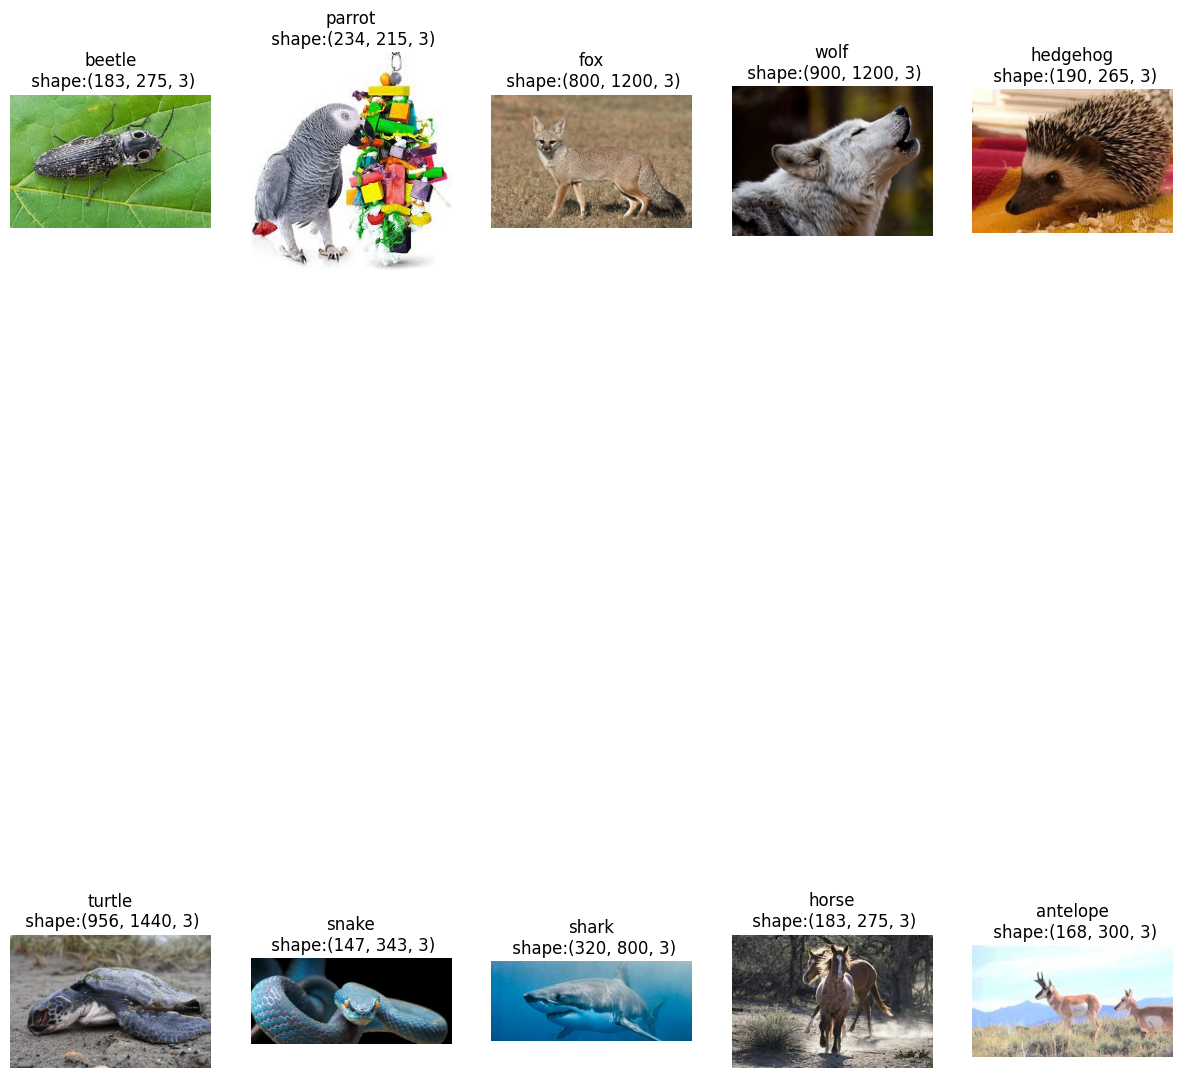 beetle
shape:(183, 275, 3)
parrot
shape:(234, 215, 3)
fox
shape:(800, 1200, 3)
wolf
shape:(900, 1200, 3)
hedgehog
shape:(190, 265, 3)
turtle
shape:(956, 1440, 3)
snake
shape:(147, 343, 3)
shark
shape:(320, 800, 3)
horse
shape:(183, 275, 3)
antelope
shape:(168, 300, 3)